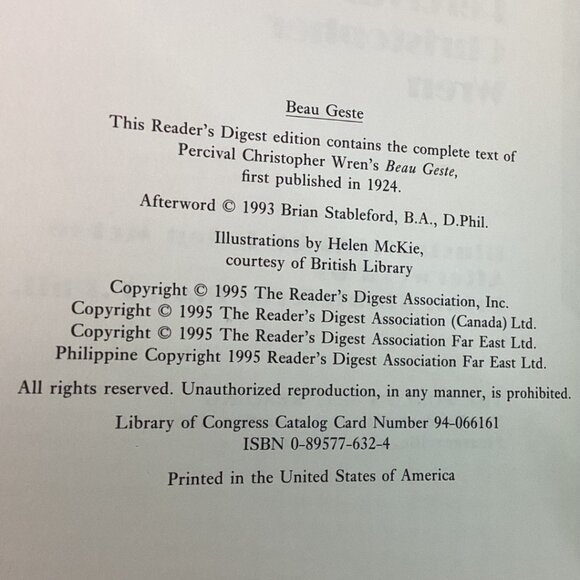 Beau Geste
This Reader's Digest edition contains the complete text of
Percival Christopher Wren's Beau Geste,
first published in 1924.
Afterword © 1993 Brian Stableford, B.A., D.Phil.
Illustrations by Helen McKie,
courtesy of British Library
Copyright © 1995 The Reader's Digest Association, Inc.
Copyright © 1995 The Reader's Digest Association (Canada) Ltd.
Copyright © 1995 The Reader's Digest Association Far East Ltd.
Philippine Copyright 1995 Reader's Digest Association Far East Ltd.
All rights reserved. Unauthorized reproduction, in any manner, is prohibited.
Library of Congress Catalog Card Number 94-066161
ISBN 0-89577-632-4
Printed in the United States of America